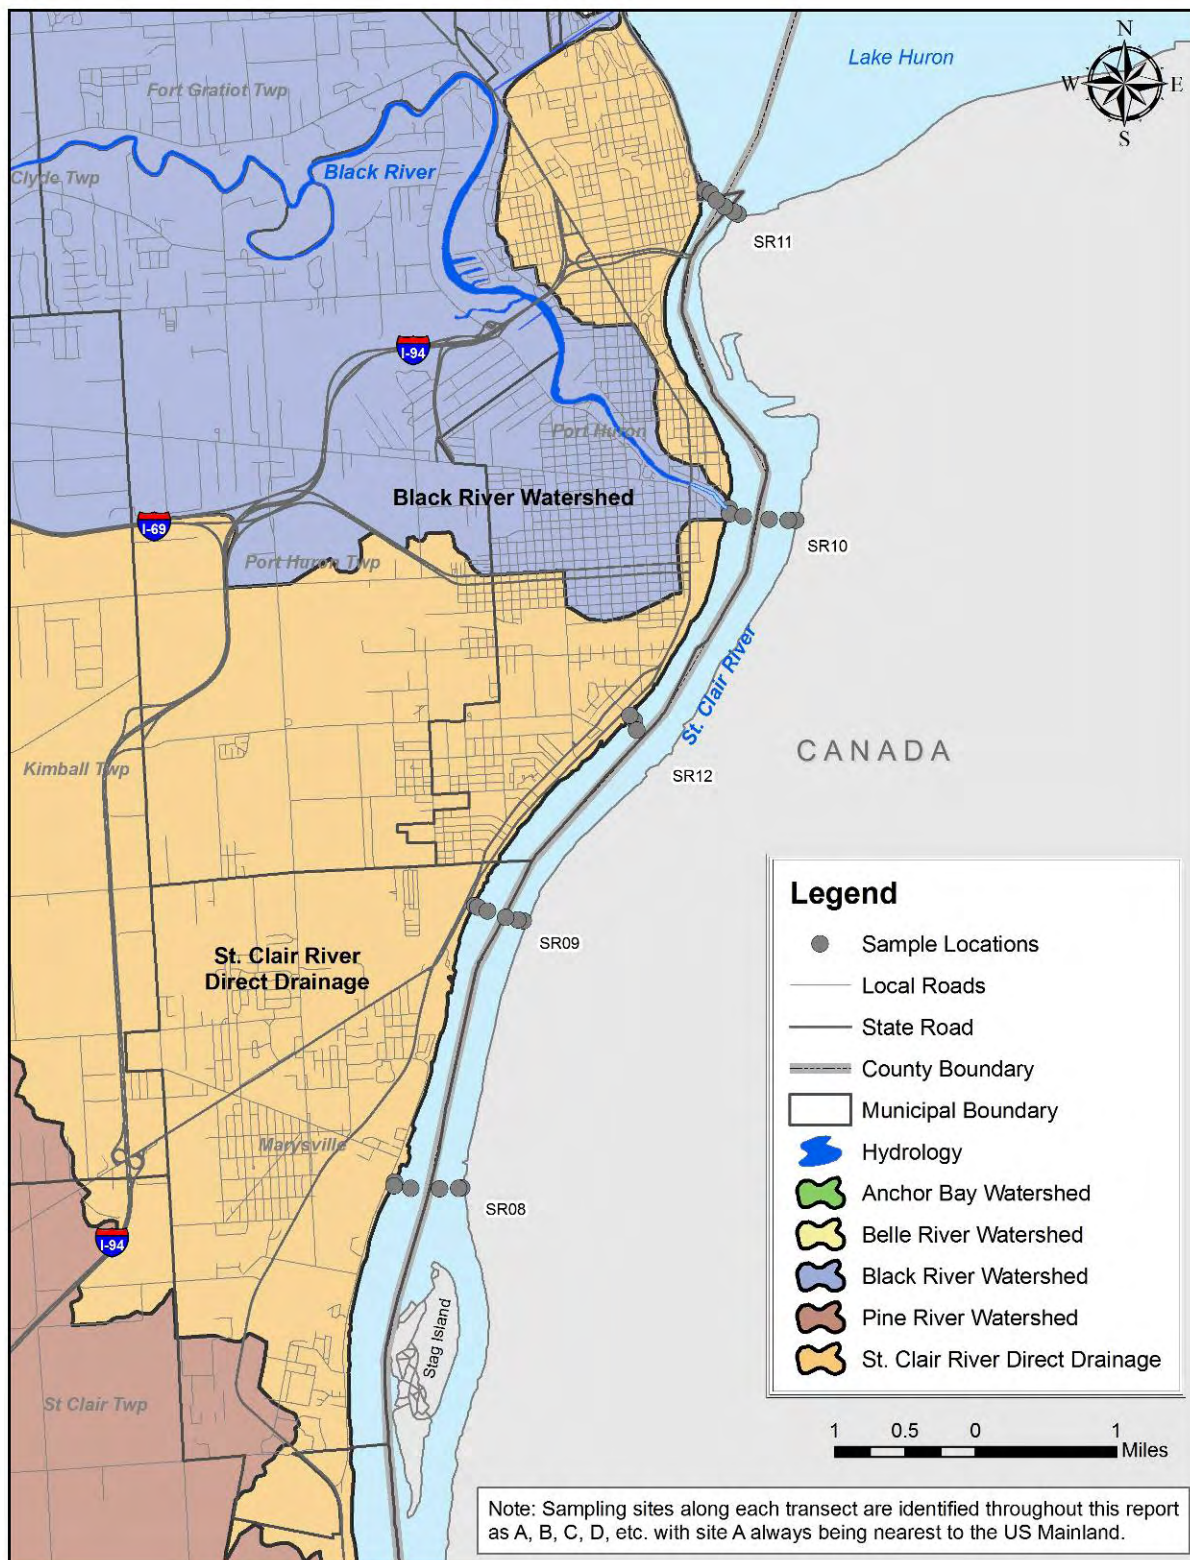 N
W
E
S
Lake Huron
Fort Gratiot Twp
Black River
Clyde Twp
SR11
I-94
Port Huron
Black River Watershed
I-69
SR10
Port Huron Twp
St. Clair River
CANADA
Kimball Twp
SR12
SR09
St. Clair River
Direct Drainage
Marysville
SR08
I-94
Stag Island
St Clair Twp
Legend
Sample Locations
Local Roads
State Road
County Boundary
Municipal Boundary
Hydrology
Anchor Bay Watershed
Belle River Watershed
Black River Watershed
Pine River Watershed
St. Clair River Direct Drainage
1 0.5 0 1
Miles
Note: Sampling sites along each transect are identified throughout this report
as A, B, C, D, etc. with site A always being nearest to the US Mainland.